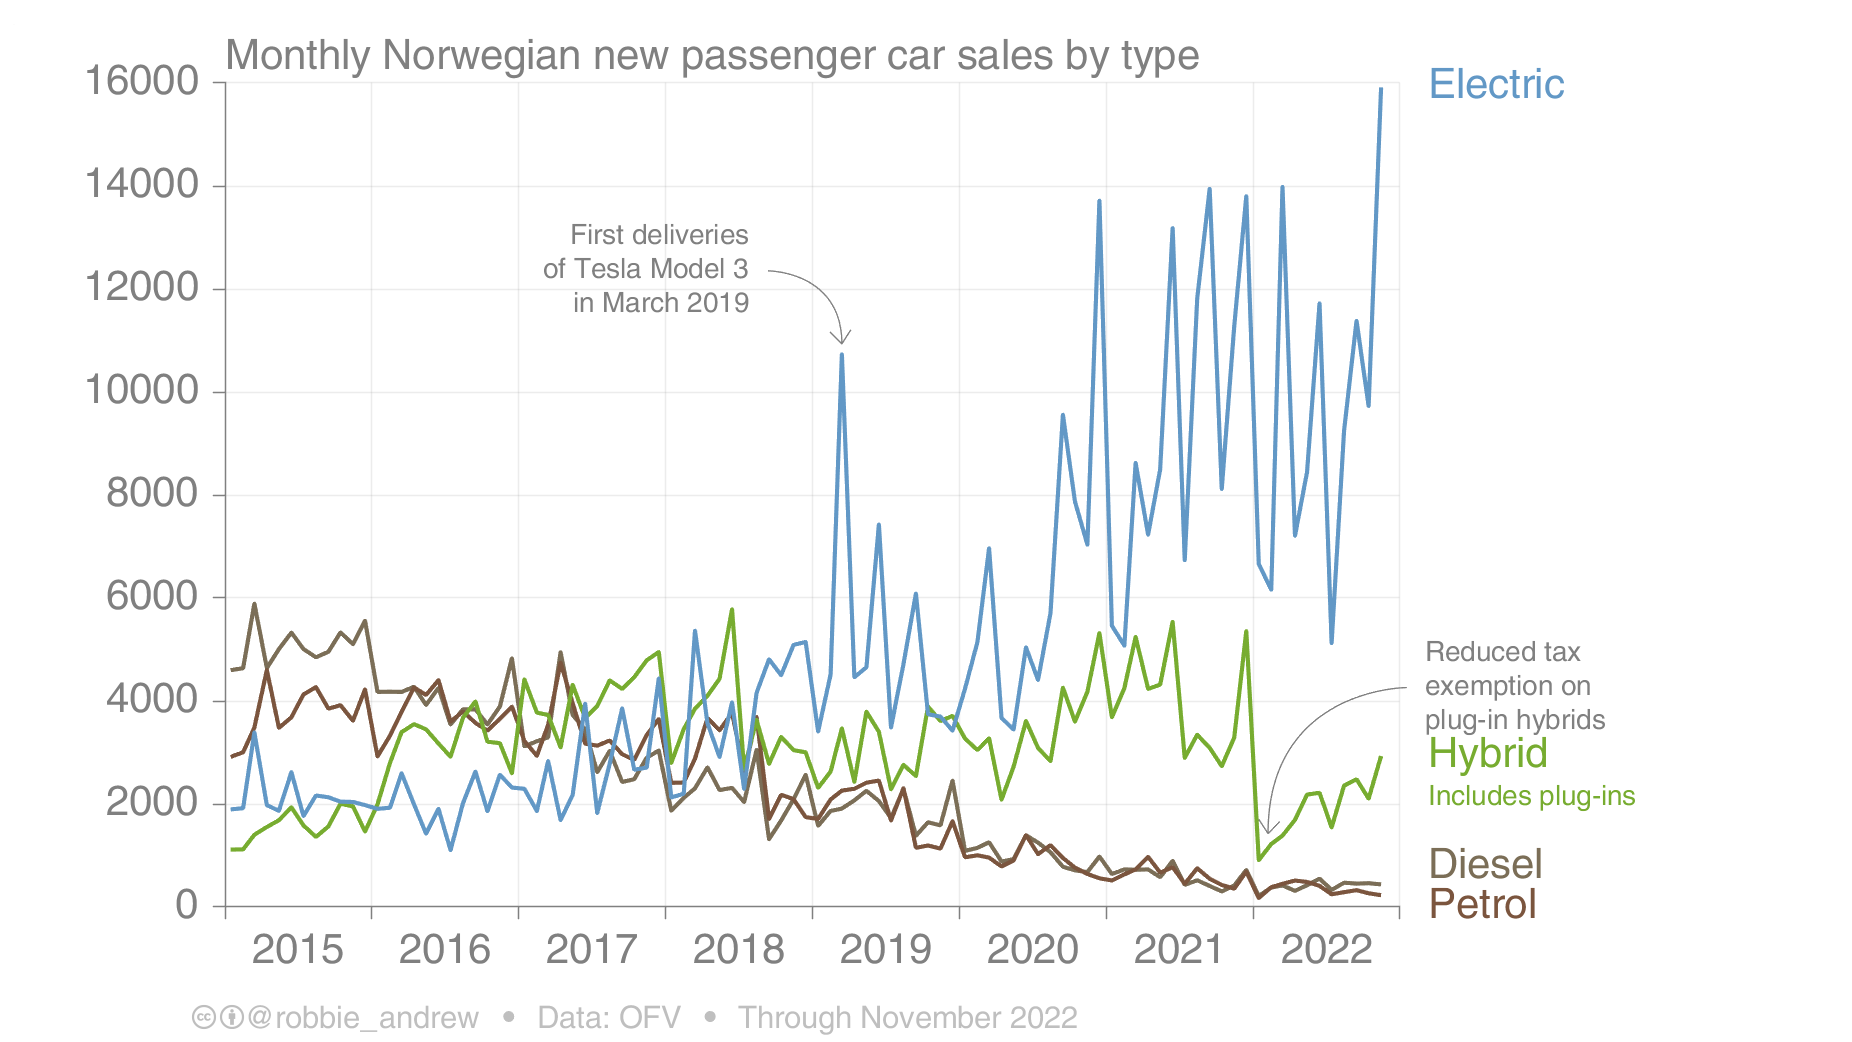 Monthly Norwegian new passenger car sales by type
16000
14000
12000
10000
8000
6000
4000
2000
0
2015
2016
2017
2018
2019
2020
2021
2022
First deliveries
of Tesla Model 3
in March 2019
Electric
Reduced tax
exemption on
plug-in hybrids
Hybrid
Includes plug-ins
Diesel
Petrol
cc @robbie_andrew • Data: OFV • Through November 2022